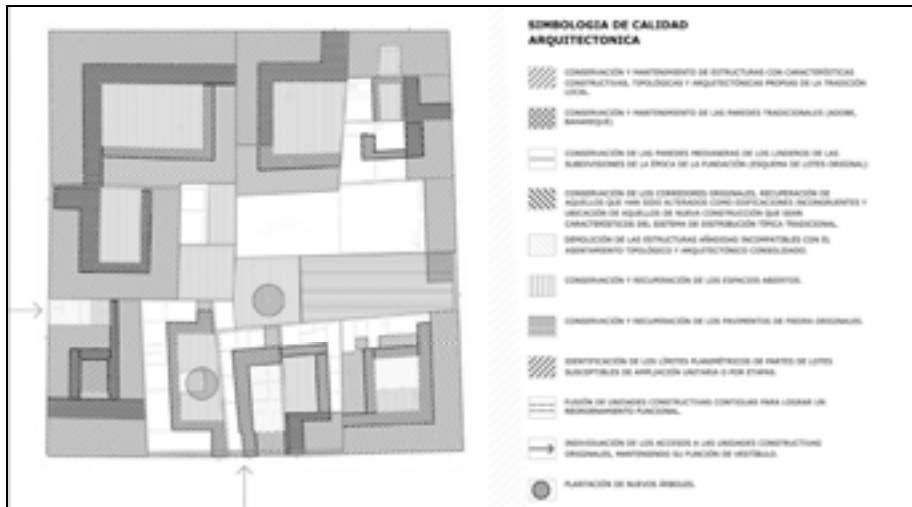 SIMBOLOGIA DE CALIDAD
ARQUITECTONICA
CONSERVACIÓN Y MANTENIMIENTO DE ESTRUCTURAS CON CARACTERÍSTICAS
CONSTRUCTIVAS, TIPOLÓGICAS Y ARQUITECTÓNICAS PROPIAS DE LA TRADICIÓN
LOCAL.
CONSERVACIÓN Y MANTENIMIENTO DE LAS PAREDES TRADICIONALES (ADOBE,
BAHAREQUE)
CONSERVACIÓN DE LAS PAREDES MEDIANERAS DE LOS LINDEROS DE LAS
SUBDIVISIONES DE LA ÉPOCA DE LA FUNDACIÓN (ESQUEMA DE LOTES ORIGINAL)
CONSERVACIÓN DE LOS CORREDORES ORIGINALES, RECUPERACIÓN DE
AQUELLOS QUE HAN SIDO ALTERADOS COMO EDIFICACIONES INCONGRUENTES Y
UBICACIÓN DE AQUELLOS DE NUEVA CONSTRUCCIÓN QUE SEAN
CARACTERÍSTICOS DEL SISTEMA DE DISTRIBUCIÓN TÍPICA TRADICIONAL.
DEMOLICIÓN DE LAS ESTRUCTURAS AÑADIDAS INCOMPATIBLES CON EL
ASENTAMIENTO TIPOLÓGICO Y ARQUITECTÓNICO CONSOLIDADO.
CONSERVACIÓN Y RECUPERACIÓN DE LOS ESPACIOS ABIERTOS.
CONSERVACIÓN Y RECUPERACIÓN DE LOS PAVIMENTOS DE PIEDRA ORIGINALES.
IDENTIFICACIÓN DE LOS LÍMITES PLANIMÉTRICOS DE PARTES DE LOTES
SUSCEPTIBLES DE AMPLIACIÓN UNITARIA O POR ETAPAS.
FUSIÓN DE UNIDADES CONSTRUCTIVAS CONTIGUAS PARA LOGRAR UN
REORDENAMIENTO FUNCIONAL.
INDIVIDUACIÓN DE LOS ACCESOS A LAS UNIDADES CONSTRUCTIVAS
ORIGINALES, MANTENIENDO SU FUNCIÓN DE VESTÍBULO.
PLANTACIÓN DE NUEVOS ÁRBOLES.